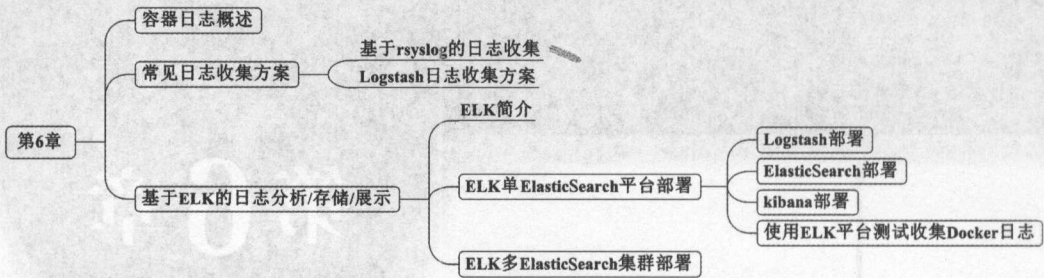 容器日志概述
基于rsyslog的日志收集
常见日志收集方案
Logstash日志收集方案
ELK简介
第6章
Logstash部署
ElasticSearch部署
基于ELK的日志分析/存储/展示
ELK单ElasticSearch平台部署
kibana部署
使用ELK平台测试收集Docker日志
ELK多ElasticSearch集群部署